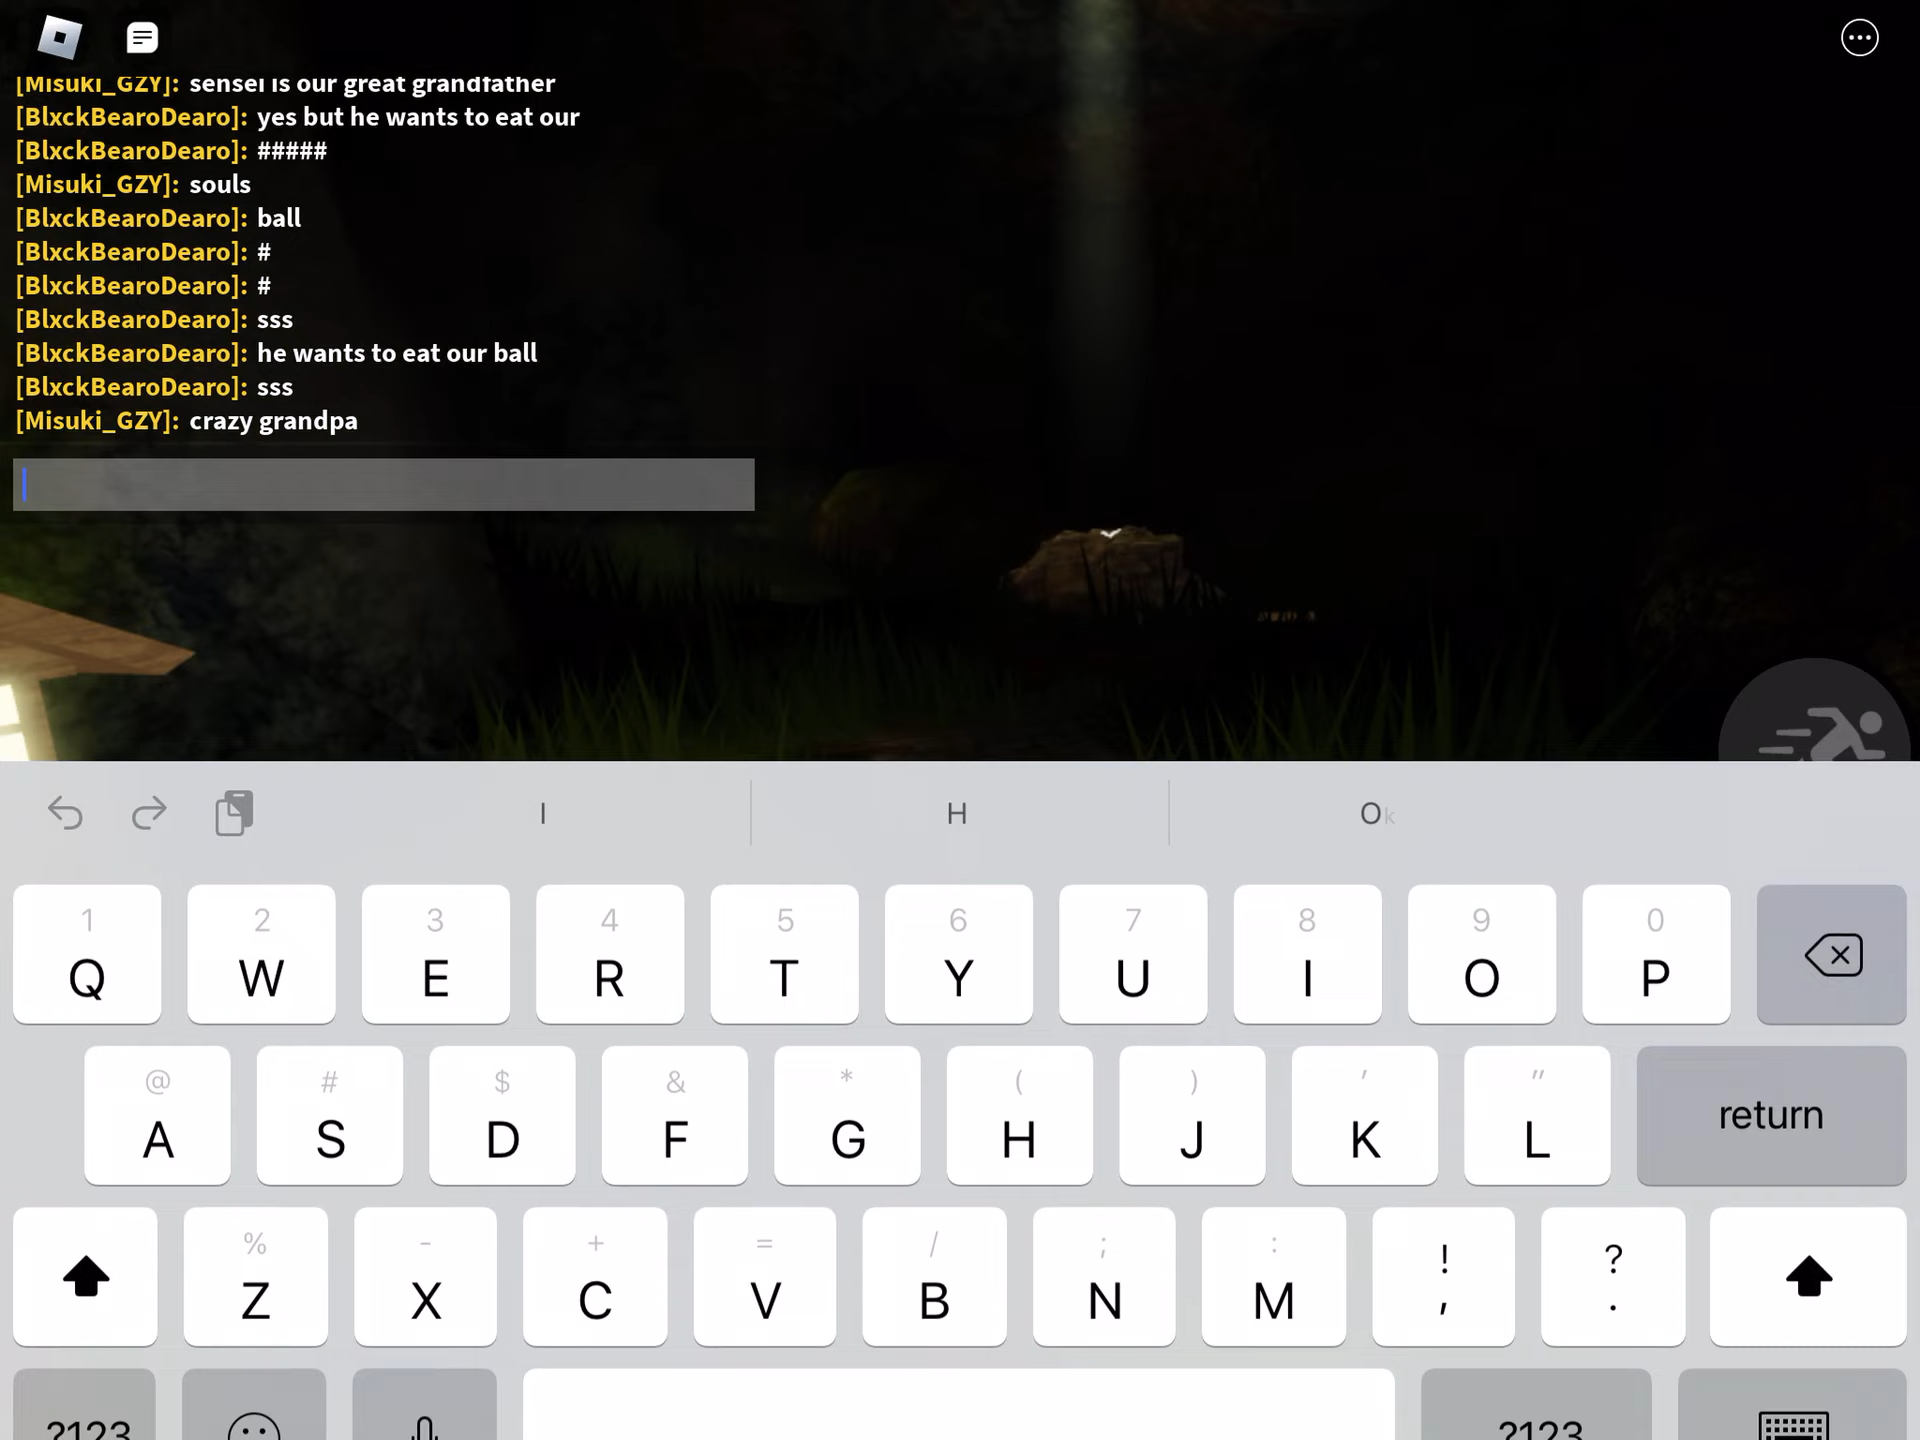 [Misuki_GZY]: sensei is our great grandfather
[BlxckBearoDearo]: yes but he wants to eat our
[BlxckBearoDearo]: #####
[Misuki_GZY]: souls
[BlxckBearoDearo]: ball
[BlxckBearoDearo]: #
[BlxckBearoDearo]: #
[BlxckBearoDearo]: sss
[BlxckBearoDearo]: he wants to eat our ball
[BlxckBearoDearo]: sss
[Misuki_GZY]: crazy grandpa
I H Ok
1 2 3 4 5 6 7 8 9 0
Q W E R T Y U I O P
@ # $ & * ( ) ' "
A S D F G H J K L return
% - + = / ; : ! ?
Z X C V B N M , .
?123 ?123